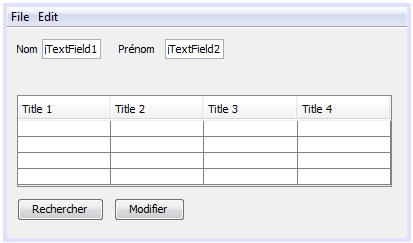 File Edit
Nom jTextField1 Prénom jTextField2
Title 1 Title 2 Title 3 Title 4
Rechercher Modifier